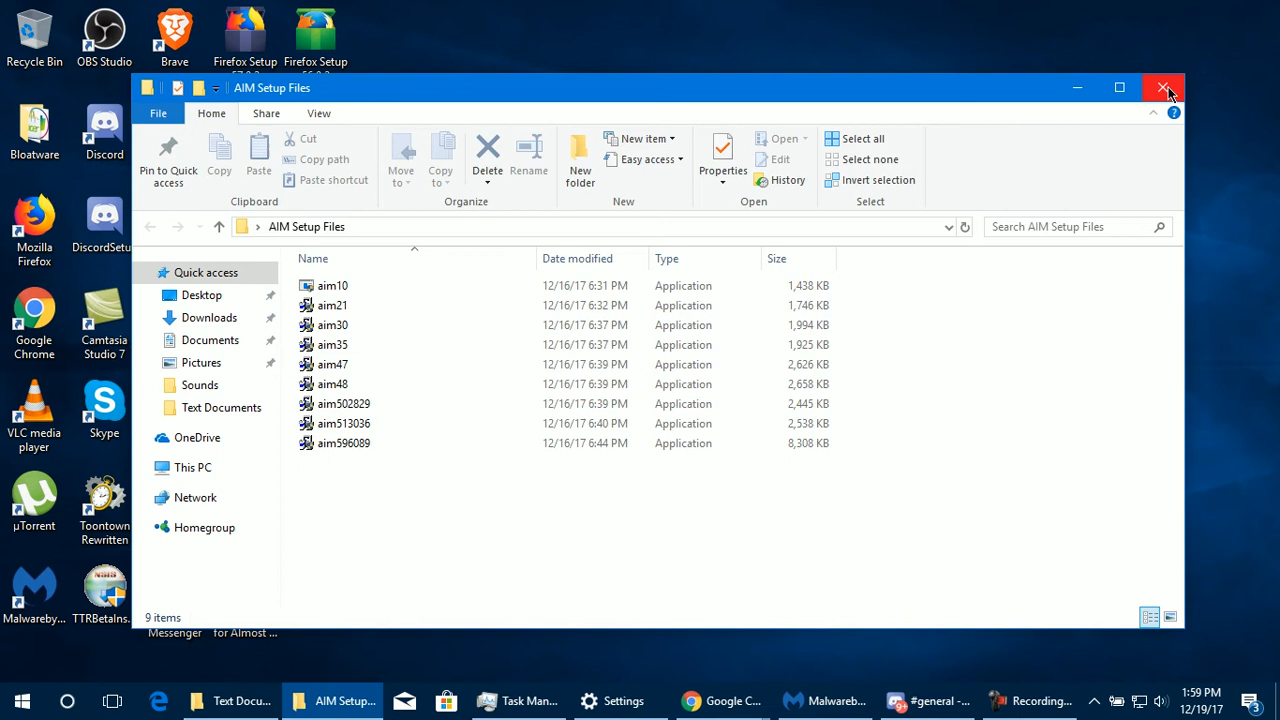 Recycle Bin
OBS Studio
Brave
Firefox Setup
Firefox Setup
AIM Setup Files
File
Home
Share
View
Pin to Quick access
Copy
Paste
Cut
Copy path
Paste shortcut
Clipboard
Move to
Copy to
Delete
Rename
Organize
New folder
New item
Easy access
New
Properties
Open
Edit
History
Open
Select all
Select none
Invert selection
Select
AIM Setup Files
Search AIM Setup Files
Name Date modified Type Size
aim10 12/16/17 6:31 PM Application 1,438 KB
aim21 12/16/17 6:32 PM Application 1,746 KB
aim30 12/16/17 6:37 PM Application 1,994 KB
aim35 12/16/17 6:37 PM Application 1,925 KB
aim47 12/16/17 6:39 PM Application 2,626 KB
aim48 12/16/17 6:39 PM Application 2,658 KB
aim502829 12/16/17 6:39 PM Application 2,445 KB
aim513036 12/16/17 6:40 PM Application 2,538 KB
aim596089 12/16/17 6:44 PM Application 8,308 KB
Quick access
Desktop
Downloads
Documents
Pictures
Sounds
Text Documents
OneDrive
This PC
Network
Homegroup
9 items
Bloatware
Discord
Mozilla
Firefox
DiscordSetu
Google
Chrome
Camtasia
Studio 7
VLC media
player
Skype
µTorrent
Toontown
Rewritten
Malwareby...
TTRBetaIns...
Messenger
for Almost ...
Text Docu...
AIM Setup...
Task Man...
Settings
Google C...
Malwareb...
9+
#general -...
Recording...
1:59 PM
12/19/17
3